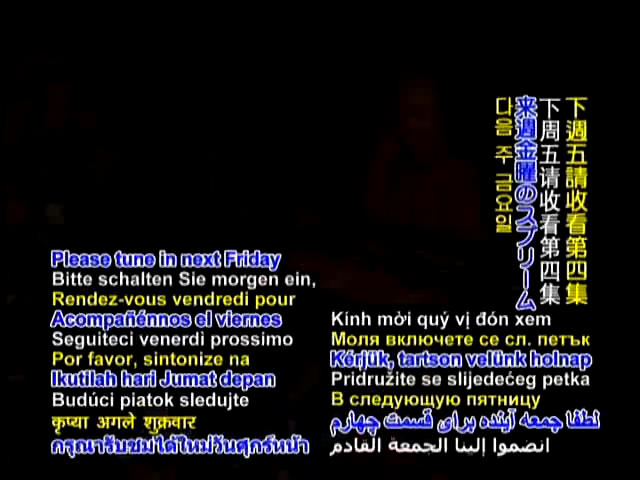 Please tune in next Friday
Bitte schalten Sie morgen ein,
Rendez-vous vendredi pour
Acompañénnos el viernes
Seguiteci venerdi prossimo
Por favor, sintonize na
Ikutilah hari Jumat depan
Budúci piatok sledujte
कृप्या अगले शुक्रवार
กรุณารับชมได้ใหม่วันศุกร์หน้า
Kính mời quý vị đón xem
Моля включете се сл. петък
Kérjük, tartson velünk holnap
Pridružite se slijedećeg petka
В следующую пятницу
لطفا جمعه آینده برای قسمت چهارم
انضموا إلينا الجمعة القادم
下週五請收看第四集
下周五请收看第四集
来週金曜のスプリーム
다음 주 금요일